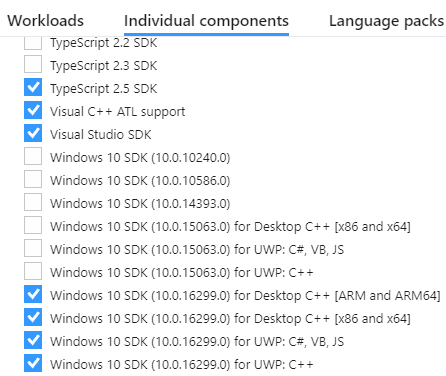 Workloads Individual components Language packs
TypeScript 2.2 SDK
TypeScript 2.3 SDK
TypeScript 2.5 SDK
Visual C++ ATL support
Visual Studio SDK
Windows 10 SDK (10.0.10240.0)
Windows 10 SDK (10.0.10586.0)
Windows 10 SDK (10.0.14393.0)
Windows 10 SDK (10.0.15063.0) for Desktop C++ [x86 and x64]
Windows 10 SDK (10.0.15063.0) for UWP: C#, VB, JS
Windows 10 SDK (10.0.15063.0) for UWP: C++
Windows 10 SDK (10.0.16299.0) for Desktop C++ [ARM and ARM64]
Windows 10 SDK (10.0.16299.0) for Desktop C++ [x86 and x64]
Windows 10 SDK (10.0.16299.0) for UWP: C#, VB, JS
Windows 10 SDK (10.0.16299.0) for UWP: C++